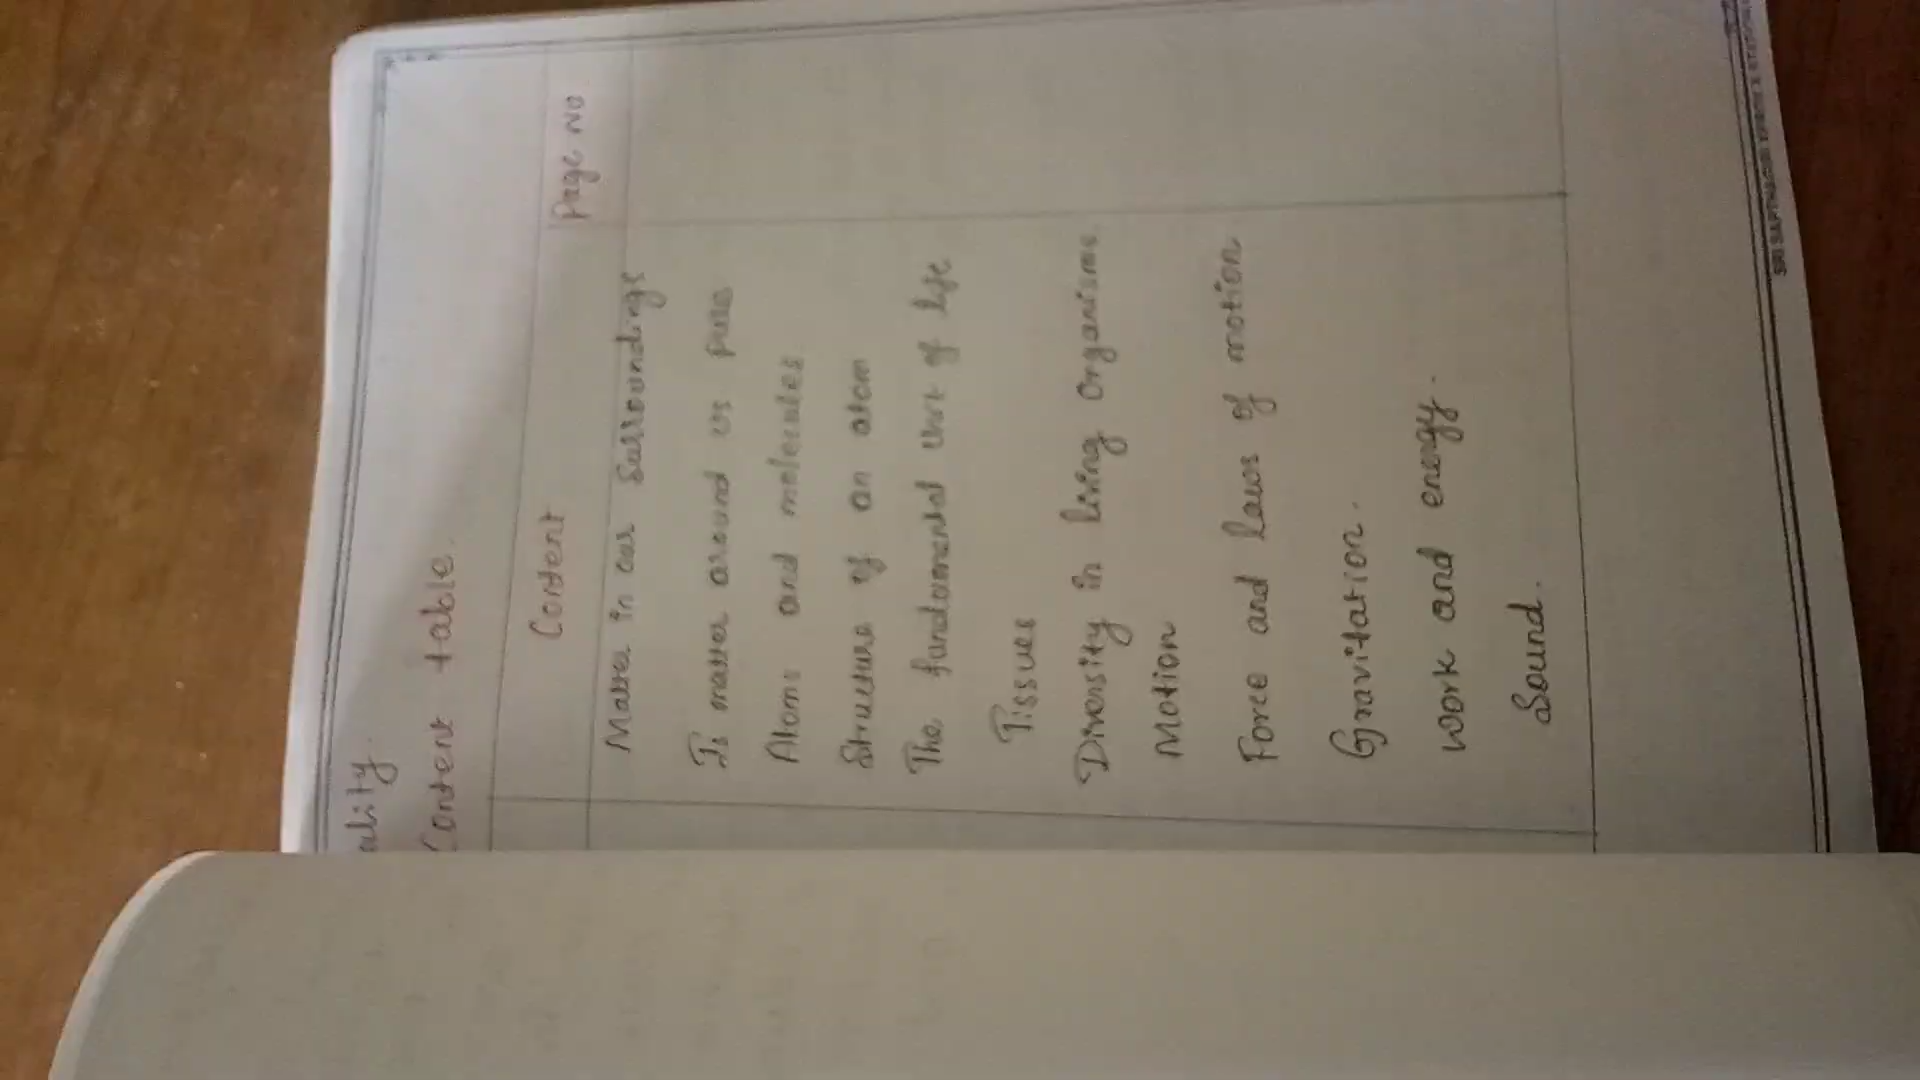 ality.
Content table.
Content Page no.
Matter in our Surroundings
Is matter around us pure
Atoms and molecules
Structure of an atom
The fundamental unit of life
Tissues
Diversity in living organisms.
Motion
Force and laws of motion
Gravitation.
Work and energy.
Sound.